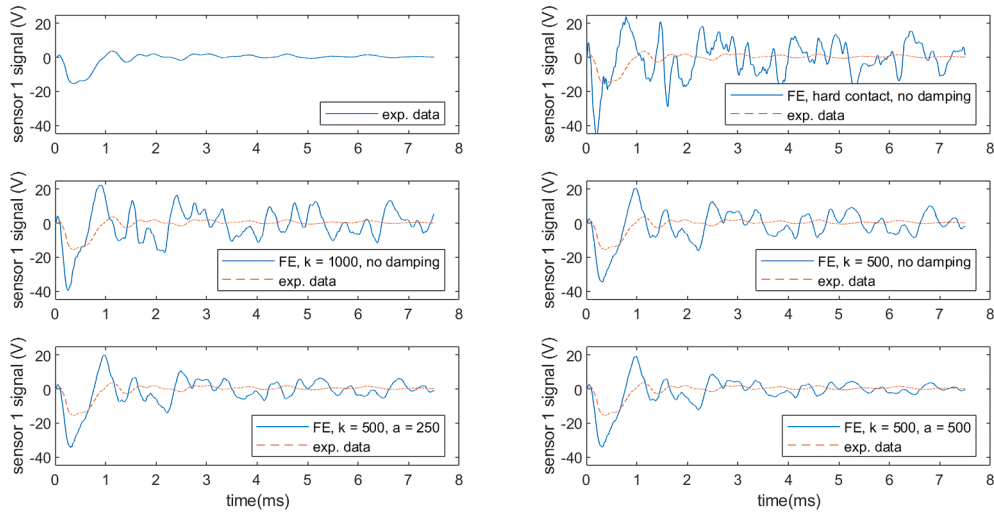 sensor 1 signal (V)
20
0
-20
-40
0 1 2 3 4 5 6 7 8
exp. data
sensor 1 signal (V)
20
0
-20
-40
0 1 2 3 4 5 6 7 8
FE, hard contact, no damping
exp. data
sensor 1 signal (V)
20
0
-20
-40
0 1 2 3 4 5 6 7 8
FE, k = 1000, no damping
exp. data
sensor 1 signal (V)
20
0
-20
-40
0 1 2 3 4 5 6 7 8
FE, k = 500, no damping
exp. data
sensor 1 signal (V)
20
0
-20
-40
0 1 2 3 4 5 6 7 8
FE, k = 500, a = 250
exp. data
time(ms)
sensor 1 signal (V)
20
0
-20
-40
0 1 2 3 4 5 6 7 8
FE, k = 500, a = 500
exp. data
time(ms)